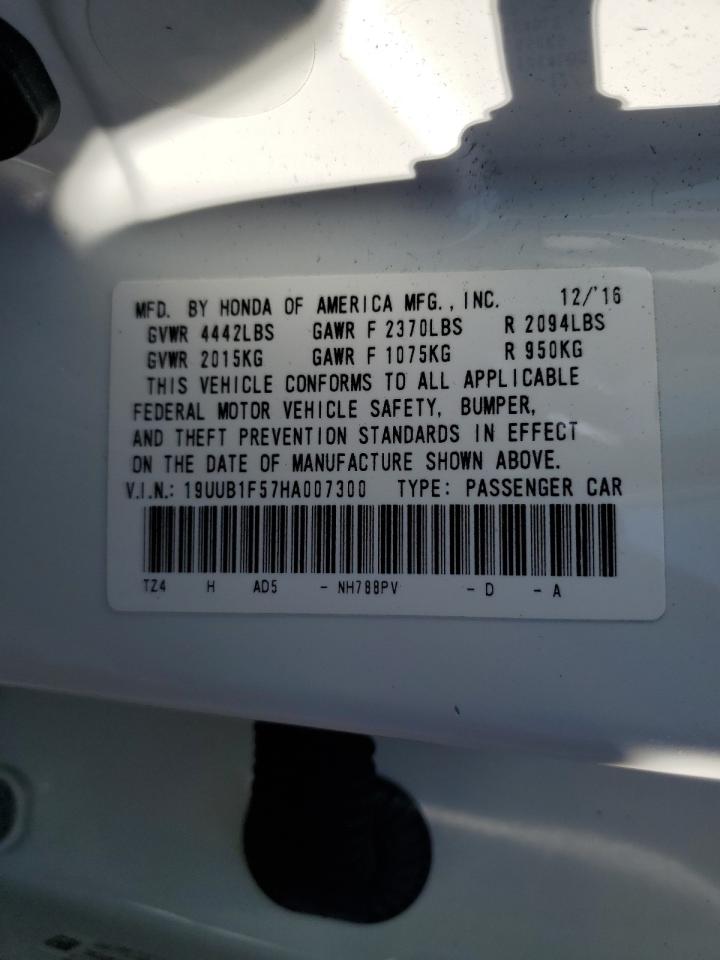 MFD. BY HONDA OF AMERICA MFG., INC. 12/'16
GVWR 4442LBS GAWR F 2370LBS R 2094LBS
GVWR 2015KG GAWR F 1075KG R 950KG
THIS VEHICLE CONFORMS TO ALL APPLICABLE
FEDERAL MOTOR VEHICLE SAFETY, BUMPER,
AND THEFT PREVENTION STANDARDS IN EFFECT
ON THE DATE OF MANUFACTURE SHOWN ABOVE.
V.I.N.: 19UUB1F57HA007300 TYPE: PASSENGER CAR
TZ4 H AD5 - NH788PV - D - A